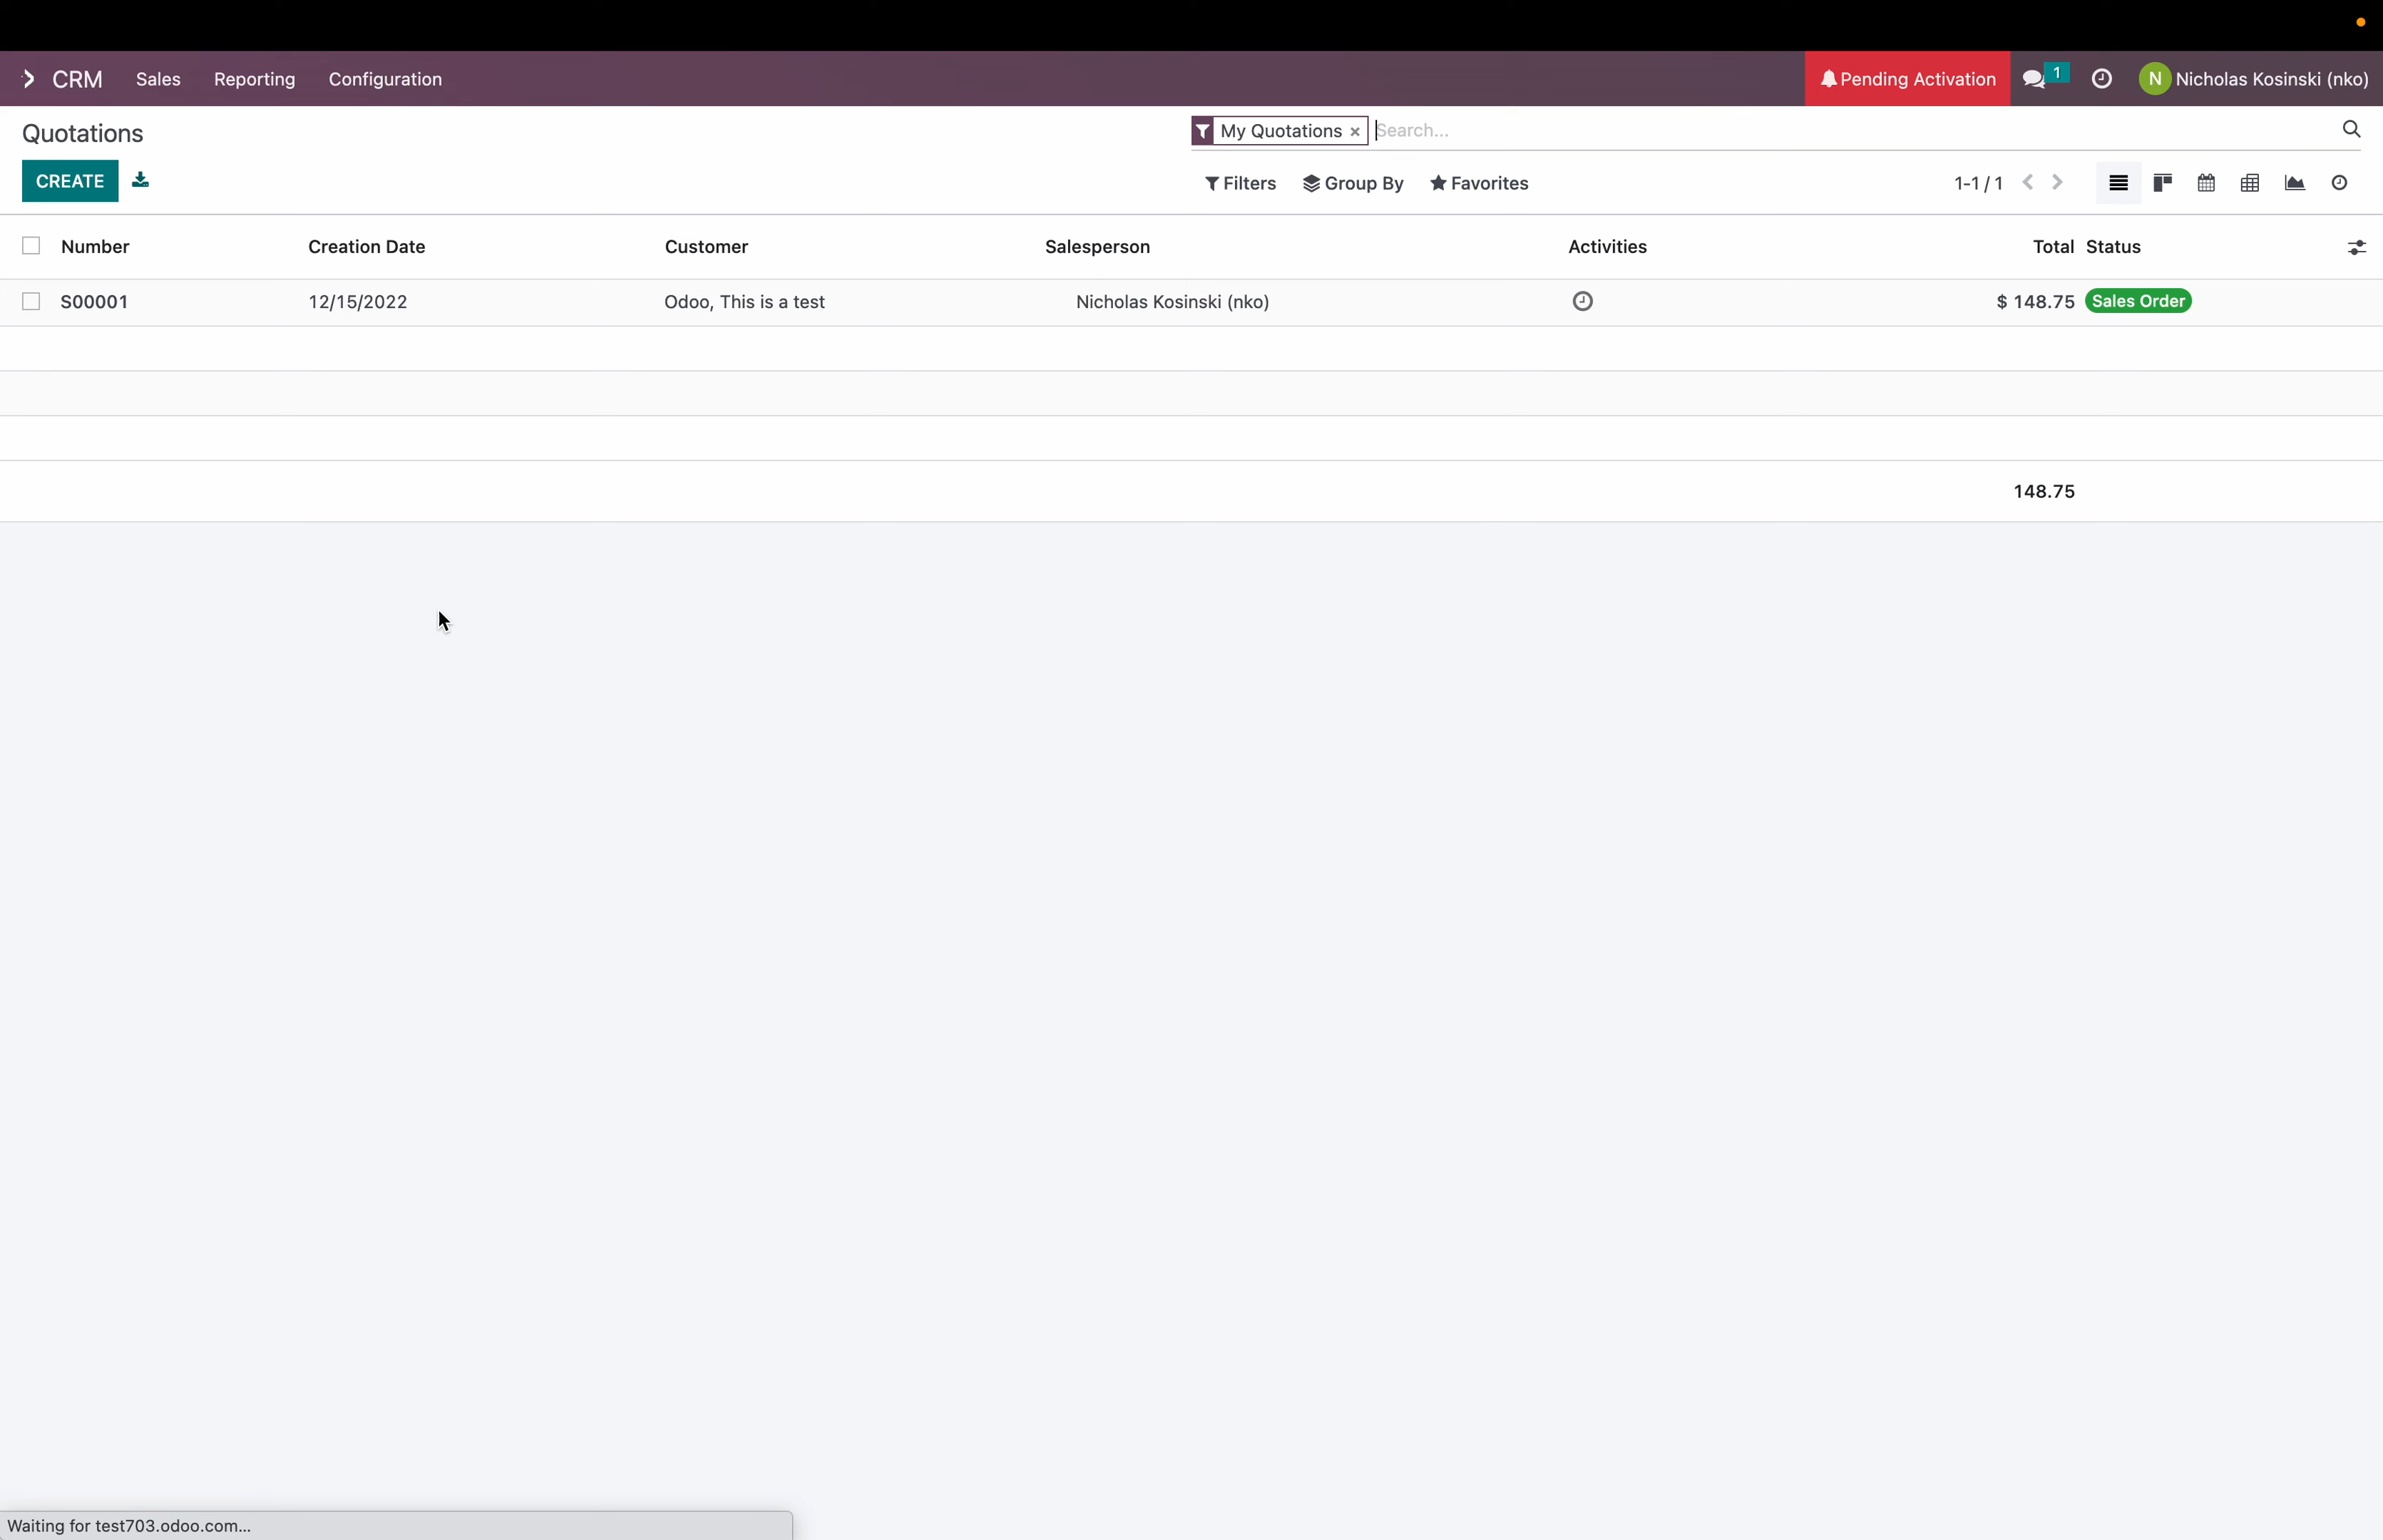 CRM Sales Reporting Configuration Pending Activation 1 N Nicholas Kosinski (nko)
Quotations My Quotations × Search...
CREATE Filters Group By Favorites 1-1 / 1
Number Creation Date Customer Salesperson Activities Total Status
S00001 12/15/2022 Odoo, This is a test Nicholas Kosinski (nko) $ 148.75 Sales Order
148.75
Waiting for test703.odoo.com...